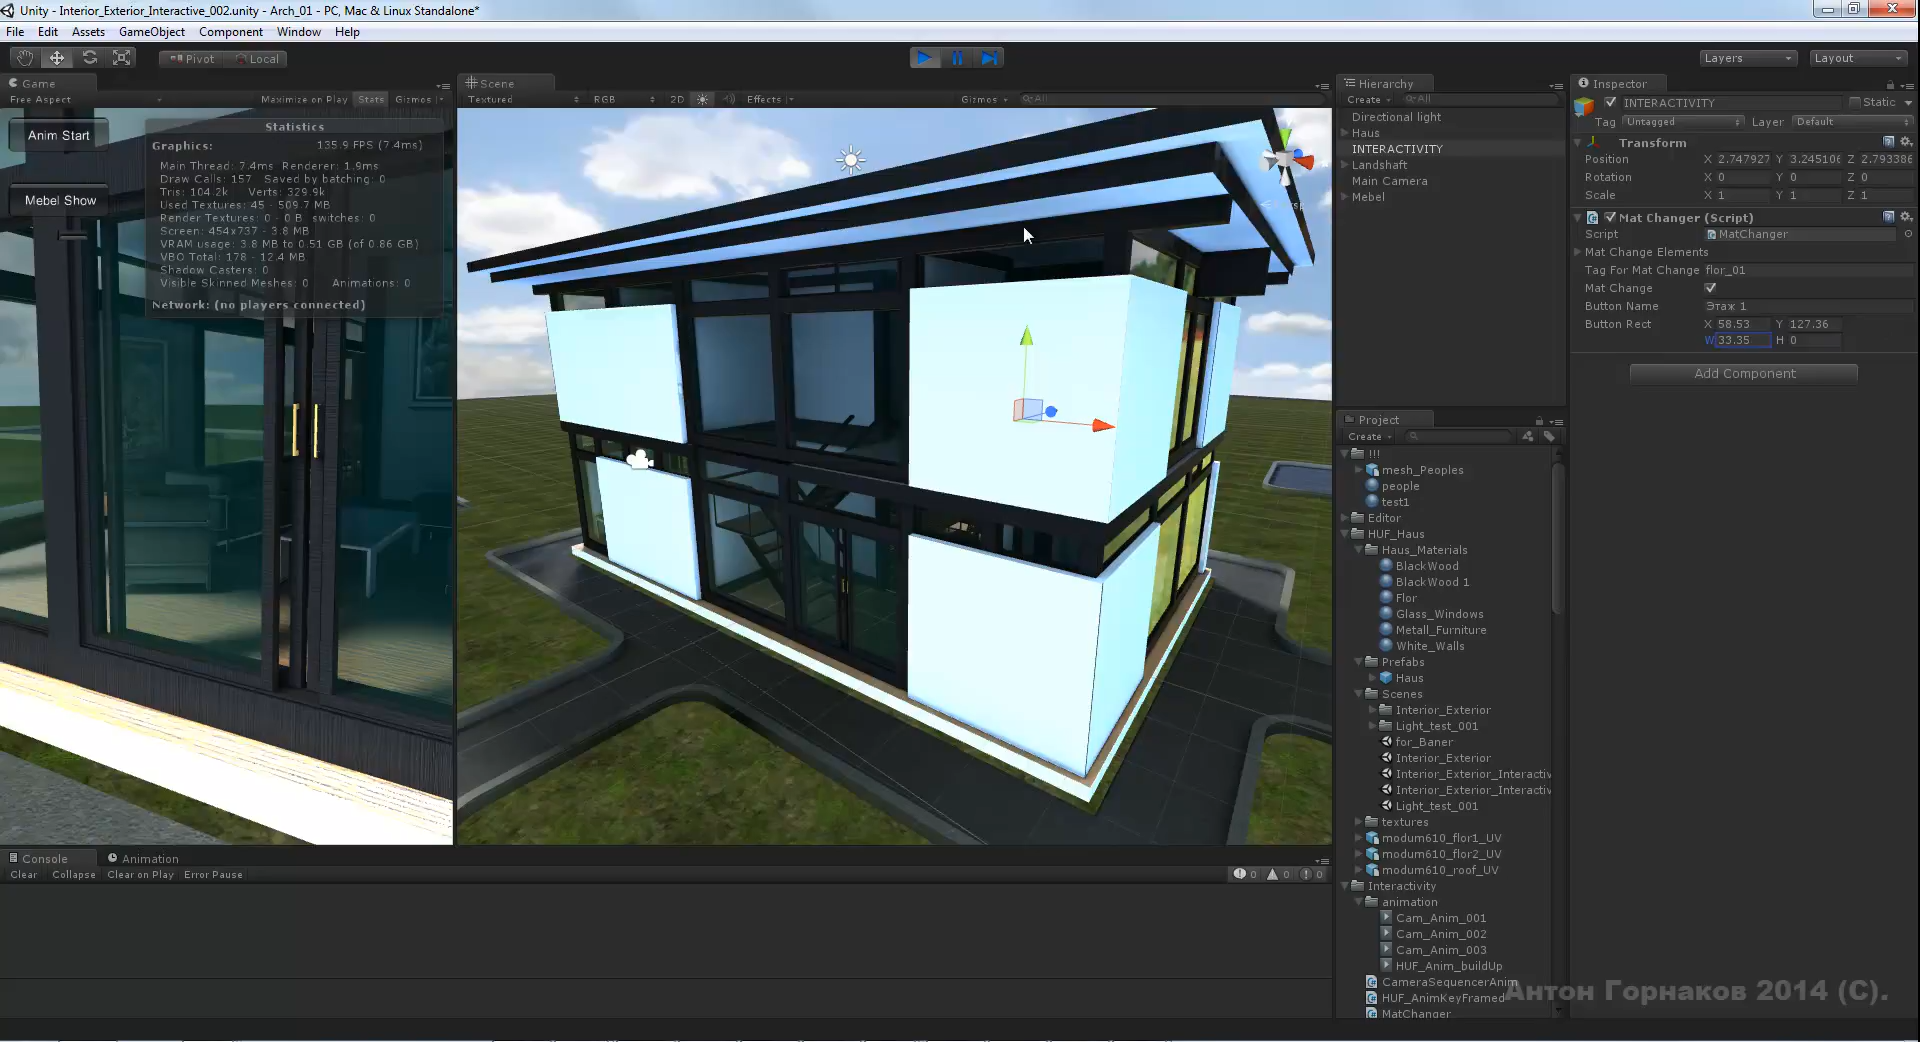 Unity - Interior_Exterior_Interactive_002.unity - Arch_01 - PC, Mac & Linux Standalone*
File Edit Assets GameObject Component Window Help
Pivot Local
Layers Layout
Game
Free Aspect Maximize on Play Stats Gizmos
Anim Start
Mebel Show
Statistics
Graphics: 135.9 FPS (7.4ms)
Main Thread: 7.4ms Renderer: 1.9ms
Draw Calls: 157 Saved by batching: 0
Tris: 104.2k Verts: 329.9k
Used Textures: 45 - 509.7 MB
Render Textures: 0 - 0 B switches: 0
Screen: 454x737 - 3.8 MB
VRAM usage: 3.8 MB to 0.51 GB (of 0.86 GB)
VBO Total: 178 - 12.4 MB
Shadow Casters: 0
Visible Skinned Meshes: 0 Animations: 0
Network: (no players connected)
Scene
Textured RGB 2D Effects Gizmos All
Hierarchy
Create All
Directional light
Haus
INTERACTIVITY
Landshaft
Main Camera
Mebel
Project
Create
!!!
mesh_Peoples
people
test1
Editor
HUF_Haus
Haus_Materials
BlackWood
BlackWood 1
Flor
Glass_Windows
Metall_Furniture
White_Walls
Prefabs
Haus
Scenes
Interior_Exterior
Light_test_001
for_Baner
Interior_Exterior
Interior_Exterior_Interactiv
Interior_Exterior_Interactiv
Light_test_001
textures
modum610_flor1_UV
modum610_flor2_UV
modum610_roof_UV
Interactivity
animation
Cam_Anim_001
Cam_Anim_002
Cam_Anim_003
HUF_Anim_buildUp
CameraSequencerAnim
HUF_AnimKeyFramed
MatChanger
Inspector
INTERACTIVITY Static
Tag Untagged Layer Default
Transform
Position X 2.747927 Y 3.245106 Z 2.793386
Rotation X 0 Y 0 Z 0
Scale X 1 Y 1 Z 1
Mat Changer (Script)
Script MatChanger
Mat Change Elements
Tag For Mat Change flor_01
Mat Change
Button Name Этаж 1
Button Rect X 58.53 Y 127.36
W 33.35 H 0
Add Component
Console Animation
Clear Collapse Clear on Play Error Pause
0 0 0
Антон Горнаков 2014 (С).